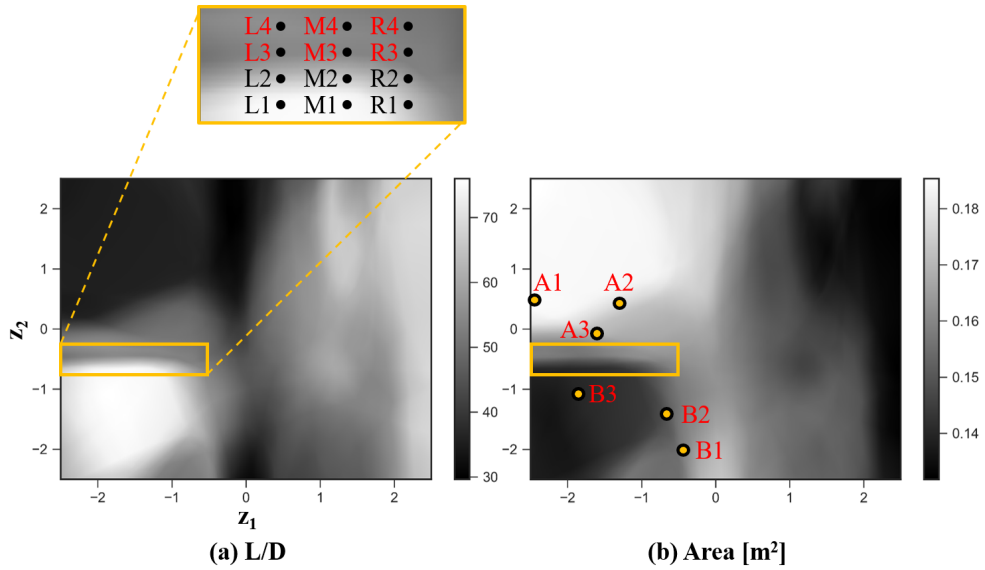 L4 M4 R4
L3 M3 R3
L2 M2 R2
L1 M1 R1
2
1
0
−1
−2
z2
−2 −1 0 1 2
z1
70
60
50
40
30
(a) L/D
2
1
0
−1
−2
−2 −1 0 1 2
A1
A2
A3
B3
B2
B1
0.18
0.17
0.16
0.15
0.14
(b) Area [m²]